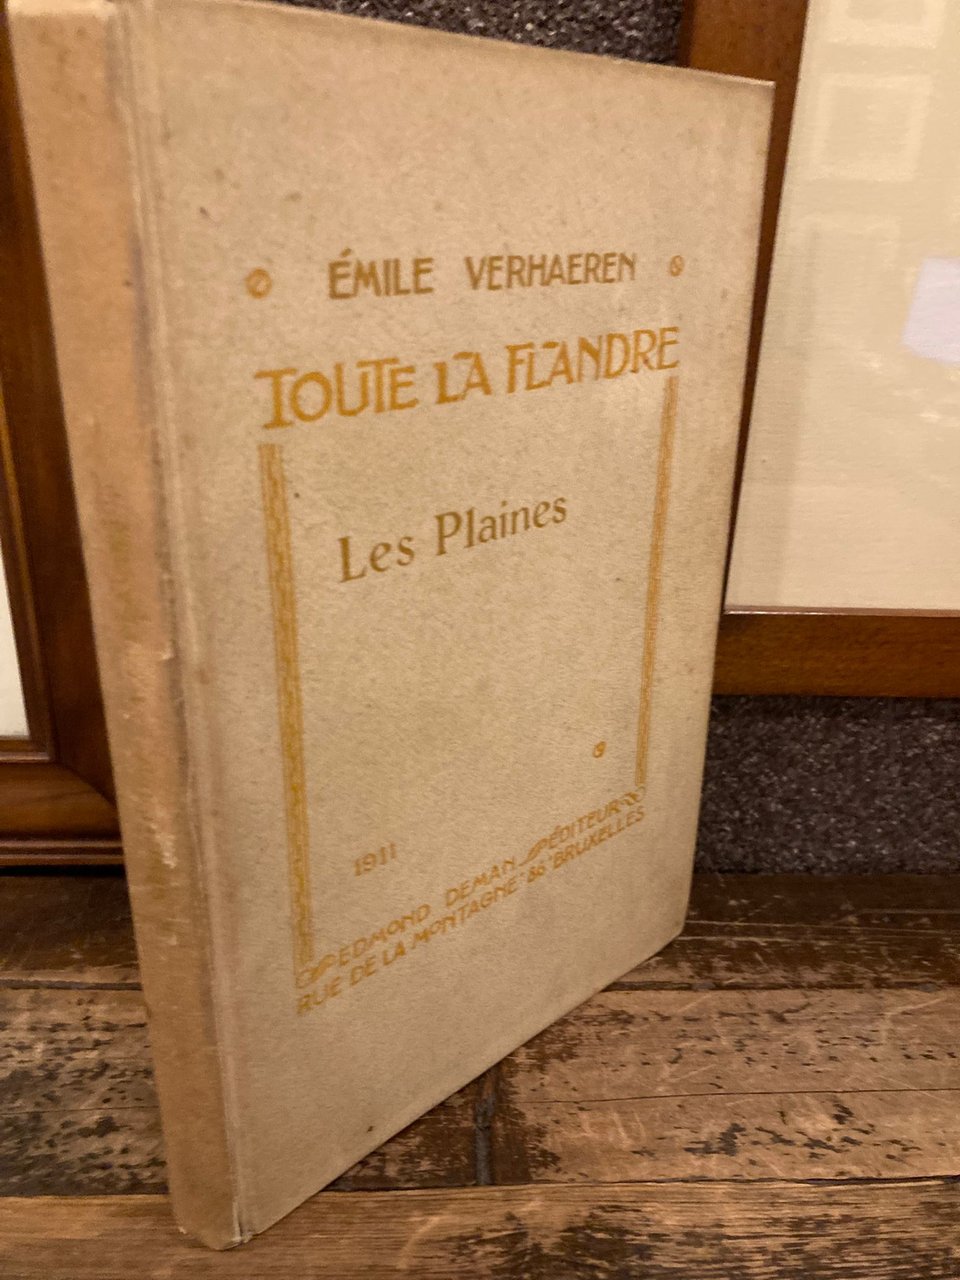 ÉMILE VERHAEREN
TOUTE LA FLANDRE
Les Plaines
1911
EDMOND DEMAN ÉDITEUR
RUE DE LA MONTAGNE · 86 · BRUXELLES